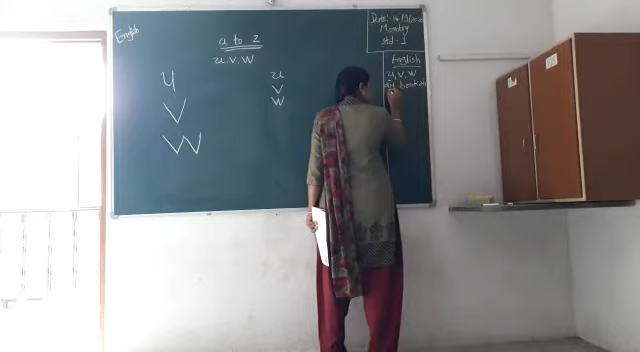 English
a to z
u, v, w
u
v
w
u
v
w
Monday
std - 1
English
u, v, w